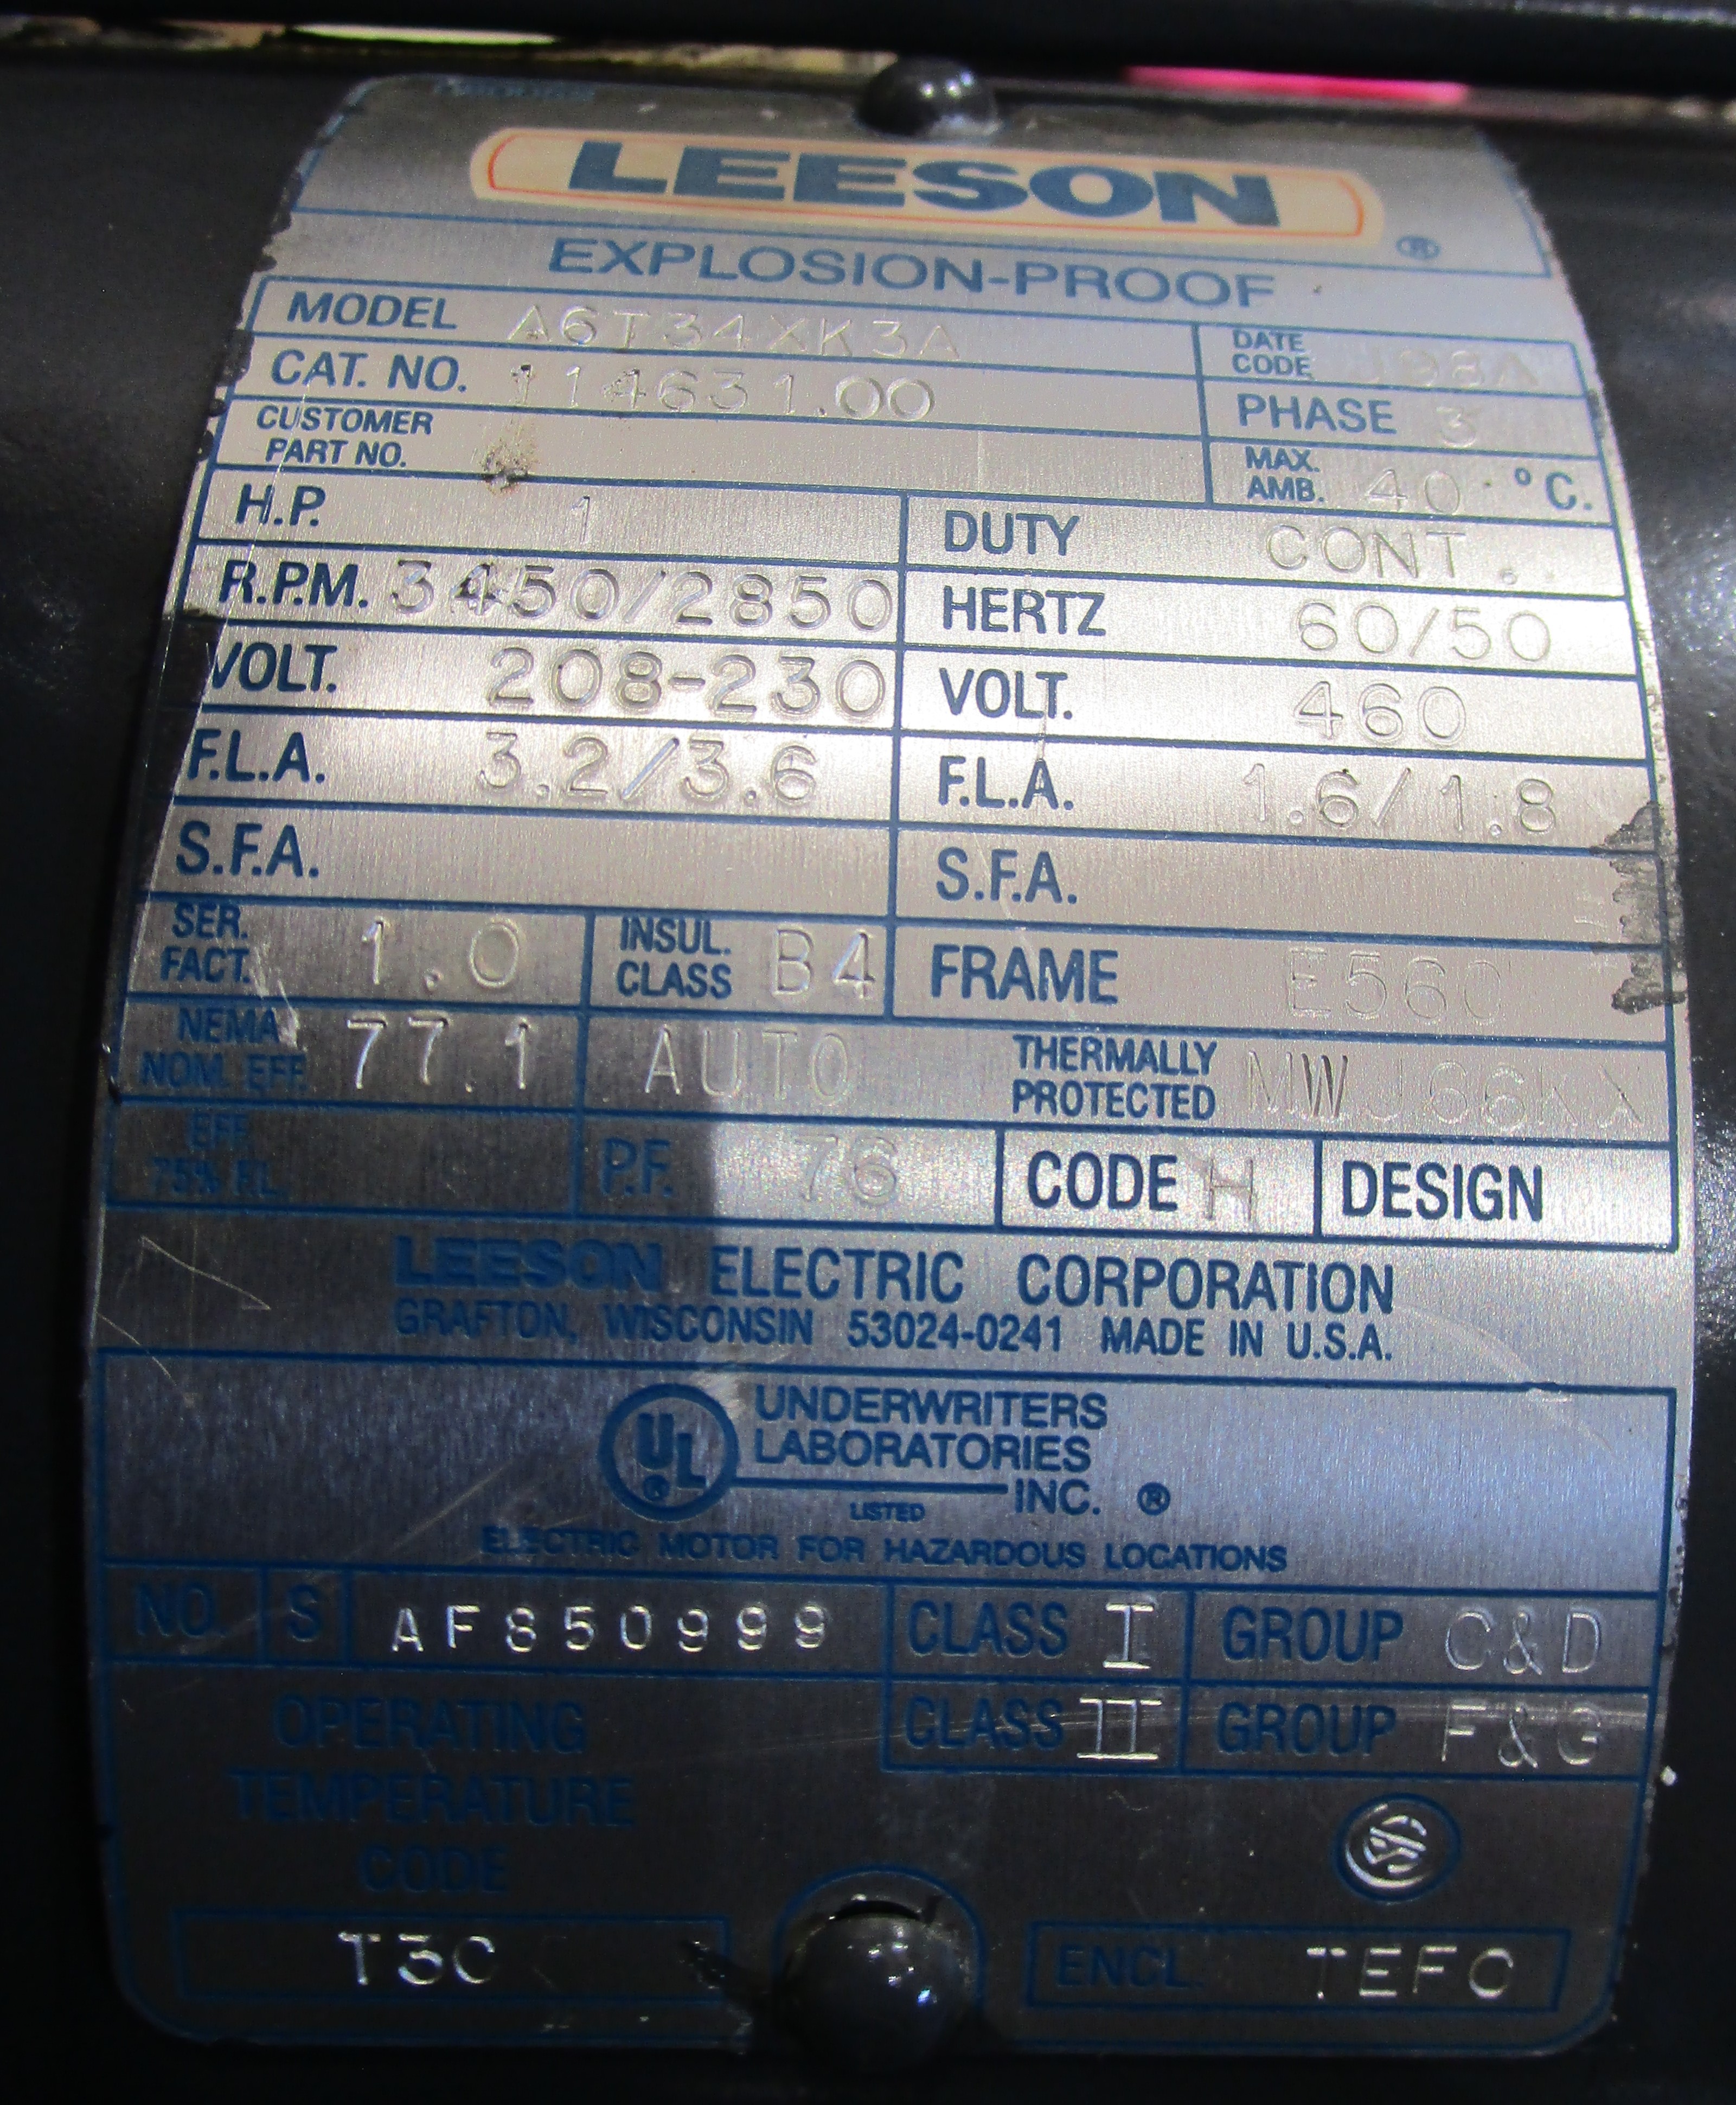 LEESON ®
EXPLOSION-PROOF
MODEL A6T34XK3A
DATE CODE J98A
CAT. NO. 114631.00
PHASE 3
CUSTOMER PART NO.
MAX. AMB. 40 °C.
H.P. 1
DUTY CONT.
R.P.M. 3450/2850
HERTZ 60/50
VOLT. 208-230
VOLT. 460
F.L.A. 3.2/3.6
F.L.A. 1.6/1.8
S.F.A.
S.F.A.
SER. FACT. 1.0
INSUL. CLASS B4
FRAME E56C
NEMA NOM. EFF. 77.1
AUTO THERMALLY PROTECTED MWJ66KX
EFF. 75% F.L.
P.F. 76
CODE H
DESIGN
LEESON ELECTRIC CORPORATION
GRAFTON, WISCONSIN 53024-0241 MADE IN U.S.A.
UL ®
UNDERWRITERS
LABORATORIES
INC. ®
LISTED
ELECTRIC MOTOR FOR HAZARDOUS LOCATIONS
NO. S AF850999
CLASS I GROUP C&D
CLASS II GROUP F&G
OPERATING
TEMPERATURE
CODE
T3C
ENCL. TEFC